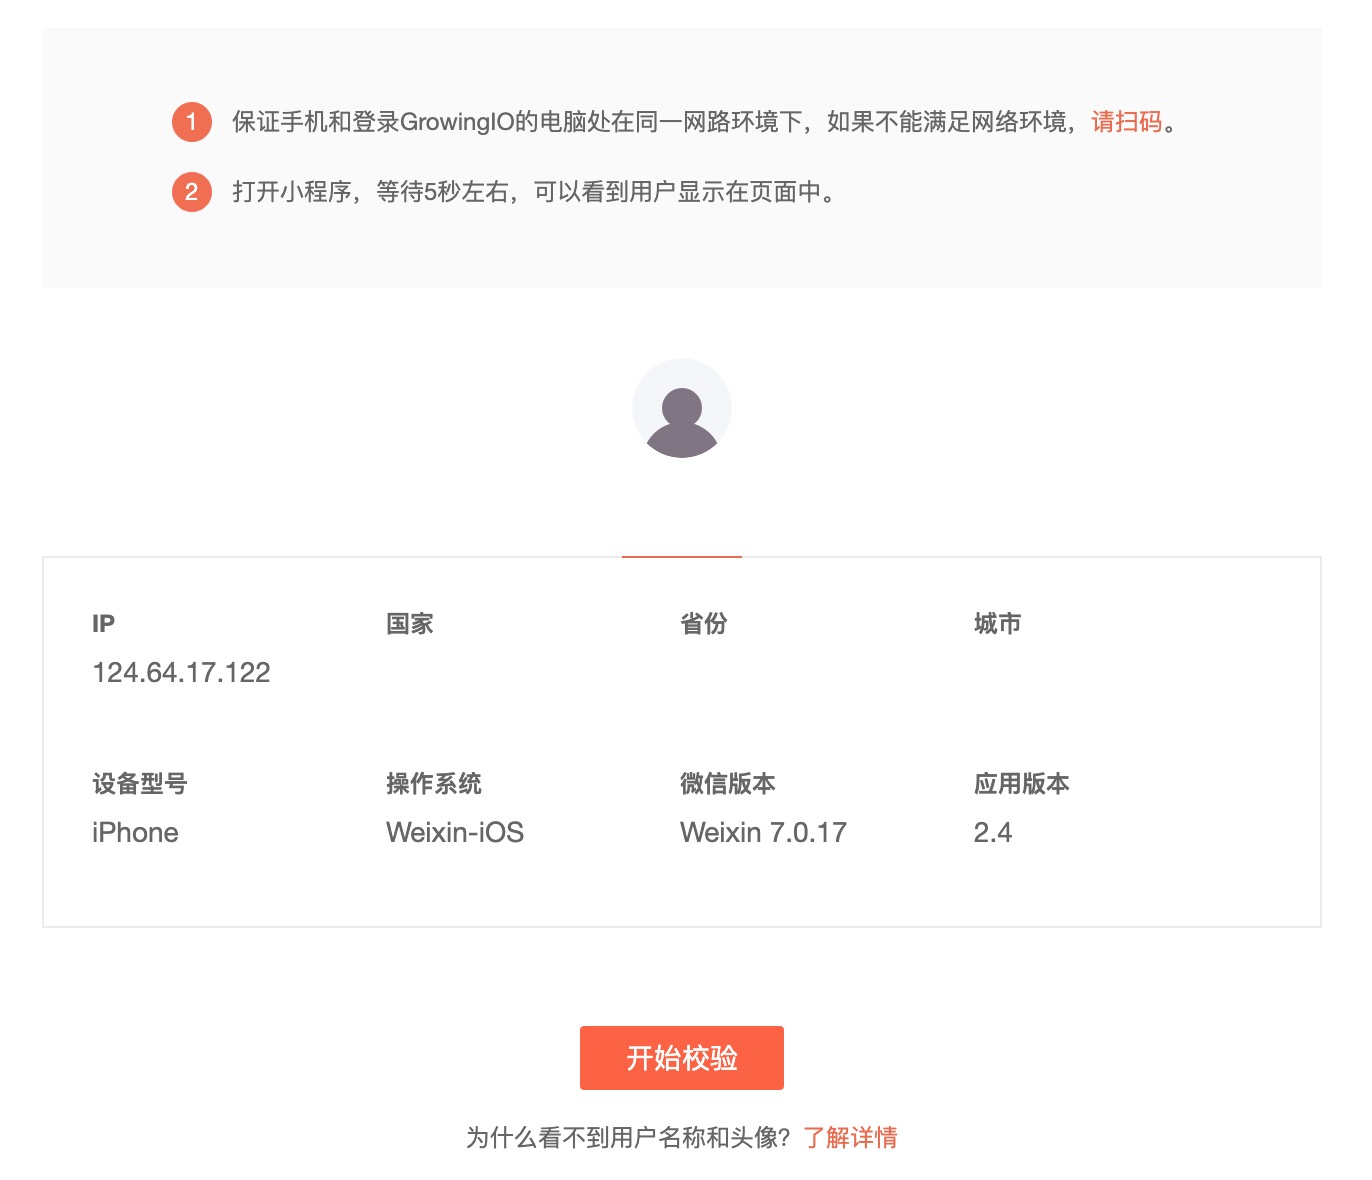 1 保证手机和登录GrowingIO的电脑处在同一网路环境下，如果不能满足网络环境，请扫码。
2 打开小程序，等待5秒左右，可以看到用户显示在页面中。
IP 国家 省份 城市
124.64.17.122
设备型号 操作系统 微信版本 应用版本
iPhone Weixin-iOS Weixin 7.0.17 2.4
开始校验
为什么看不到用户名称和头像？了解详情